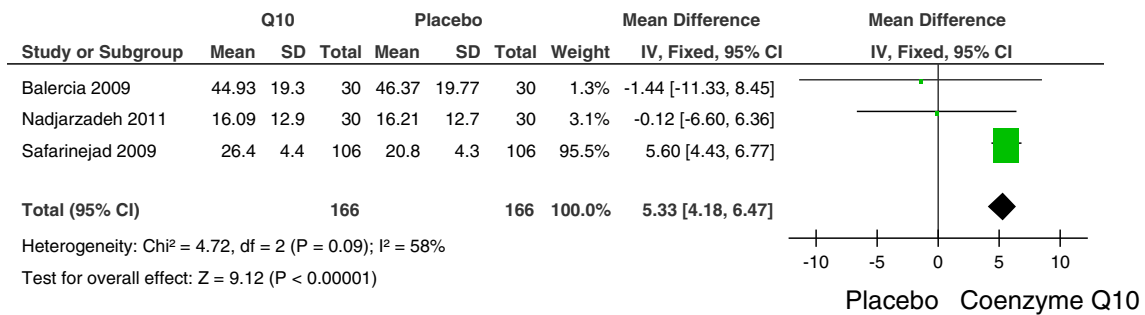 Q10 Placebo Mean Difference Mean Difference
Study or Subgroup Mean SD Total Mean SD Total Weight IV, Fixed, 95% CI IV, Fixed, 95% CI
Balercia 2009 44.93 19.3 30 46.37 19.77 30 1.3% -1.44 [-11.33, 8.45]
Nadjarzadeh 2011 16.09 12.9 30 16.21 12.7 30 3.1% -0.12 [-6.60, 6.36]
Safarinejad 2009 26.4 4.4 106 20.8 4.3 106 95.5% 5.60 [4.43, 6.77]
Total (95% CI) 166 166 100.0% 5.33 [4.18, 6.47]
Heterogeneity: Chi² = 4.72, df = 2 (P = 0.09); I² = 58%
Test for overall effect: Z = 9.12 (P < 0.00001)
-10 -5 0 5 10
Placebo Coenzyme Q10